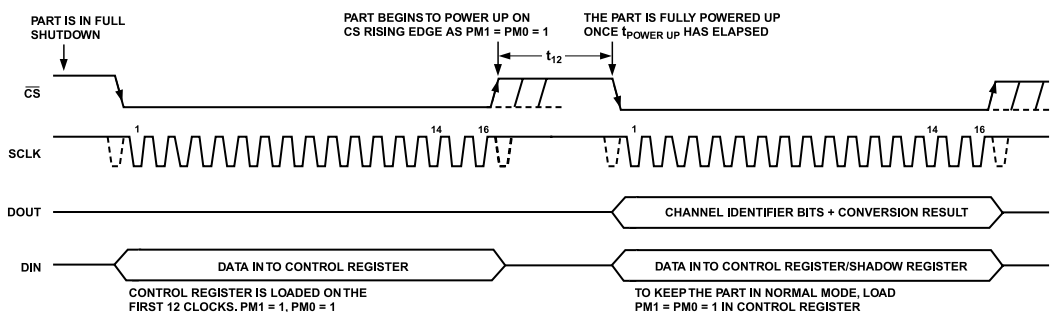 PART IS IN FULL
SHUTDOWN
PART BEGINS TO POWER UP ON
CS RISING EDGE AS PM1 = PM0 = 1
THE PART IS FULLY POWERED UP
ONCE tPOWER UP HAS ELAPSED
t12
CS
1
14
16
1
14
16
SCLK
DOUT
CHANNEL IDENTIFIER BITS + CONVERSION RESULT
DIN
DATA IN TO CONTROL REGISTER
DATA IN TO CONTROL REGISTER/SHADOW REGISTER
CONTROL REGISTER IS LOADED ON THE
FIRST 12 CLOCKS. PM1 = 1, PM0 = 1
TO KEEP THE PART IN NORMAL MODE, LOAD
PM1 = PM0 = 1 IN CONTROL REGISTER